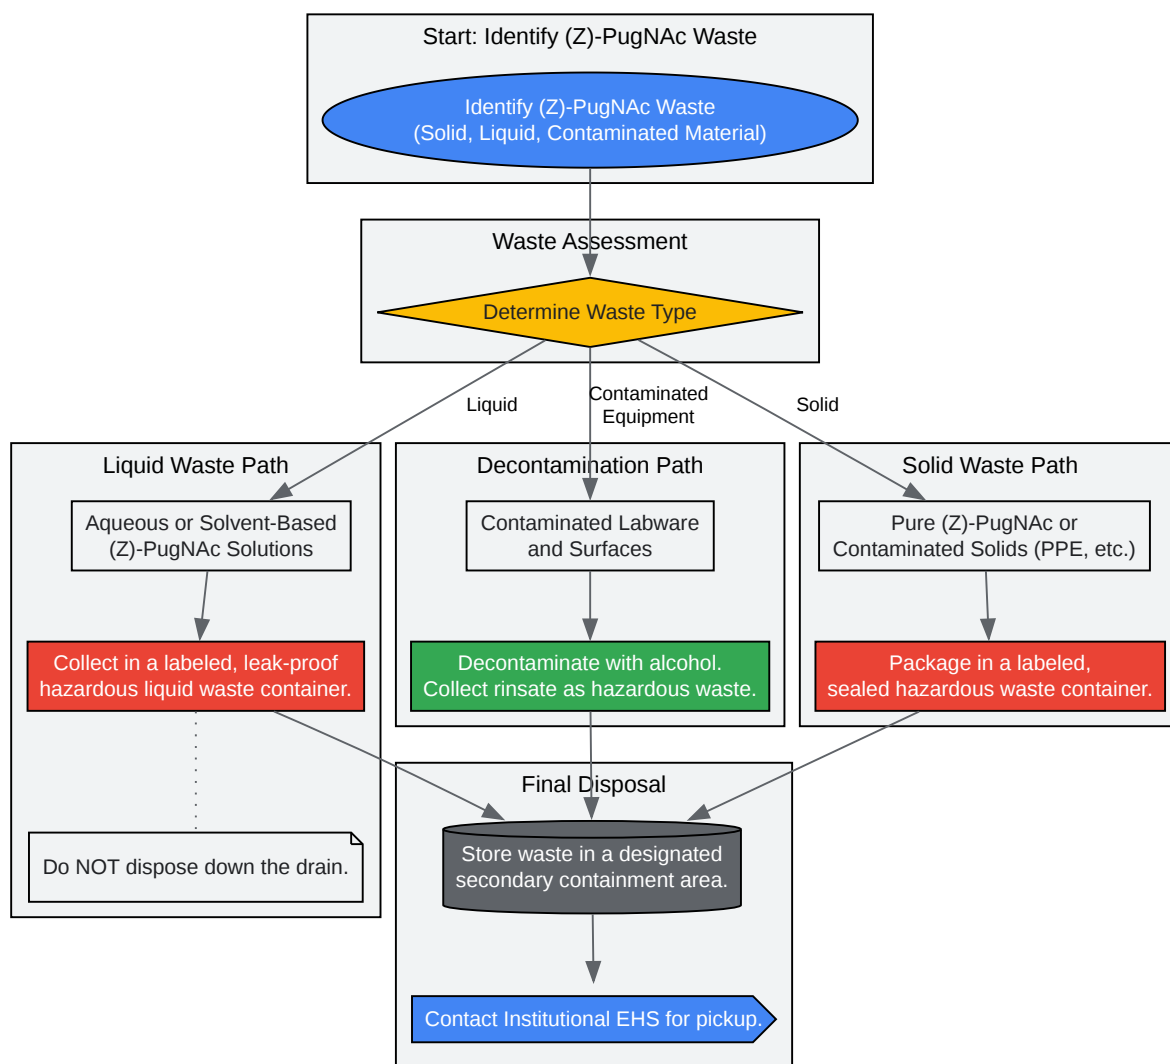 Start: Identify (Z)-PugNAc Waste
Identify (Z)-PugNAc Waste
(Solid, Liquid, Contaminated Material)
Waste Assessment
Determine Waste Type
Liquid
Contaminated
Equipment
Solid
Liquid Waste Path
Aqueous or Solvent-Based
(Z)-PugNAc Solutions
Collect in a labeled, leak-proof
hazardous liquid waste container.
Do NOT dispose down the drain.
Decontamination Path
Contaminated Labware
and Surfaces
Decontaminate with alcohol.
Collect rinsate as hazardous waste.
Solid Waste Path
Pure (Z)-PugNAc or
Contaminated Solids (PPE, etc.)
Package in a labeled,
sealed hazardous waste container.
Final Disposal
Store waste in a designated
secondary containment area.
Contact Institutional EHS for pickup.